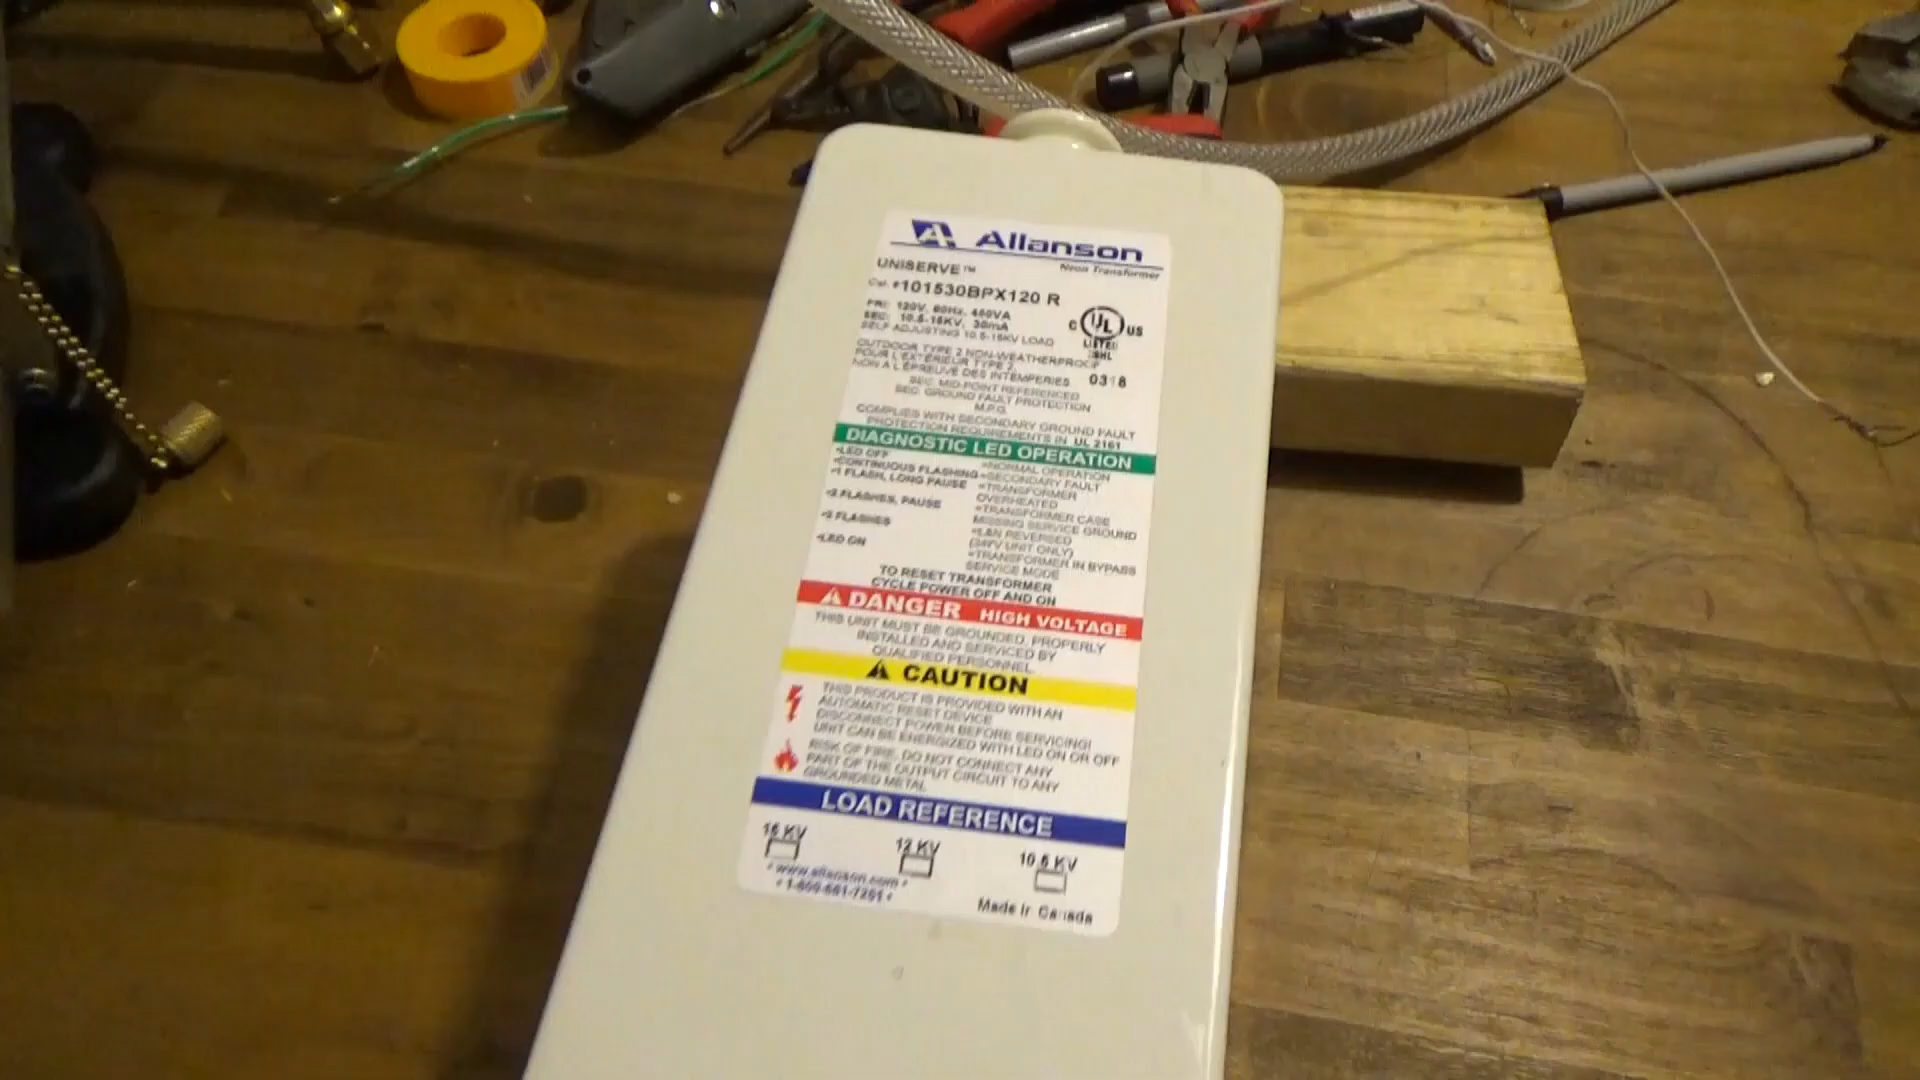 Allanson
Neon Transformer
UNISERVE™
Cat. #101530BPX120 R
PRI: 120V, 60Hz, 450VA
SEC: 10.5-15KV, 30mA
SELF ADJUSTING 10.5-15KV LOAD
C UL US
LISTED
OUTDOOR TYPE 2 NON-WEATHERPROOF
POUR L'EXTERIEUR TYPE 2,
NON A L'EPREUVE DES INTEMPERIES
0318
SEC. MID-POINT REFERENCED
SEC. GROUND FAULT PROTECTION
M.P.G.
COMPLIES WITH SECONDARY GROUND FAULT
PROTECTION REQUIREMENTS IN UL 2161
DIAGNOSTIC LED OPERATION
•LED OFF =NORMAL OPERATION
•CONTINUOUS FLASHING =SECONDARY FAULT
•1 FLASH, LONG PAUSE =TRANSFORMER
OVERHEATED
•2 FLASHES, PAUSE =TRANSFORMER CASE
MISSING SERVICE GROUND
•3 FLASHES =L&N REVERSED
UNIT ONLY)
•LED ON =TRANSFORMER IN BYPASS
SERVICE MODE
TO RESET TRANSFORMER
CYCLE POWER OFF AND ON
DANGER HIGH VOLTAGE
THIS UNIT MUST BE GROUNDED, PROPERLY
INSTALLED AND SERVICED BY
QUALIFIED PERSONNEL
CAUTION
THIS PRODUCT IS PROVIDED WITH AN
AUTOMATIC RESET DEVICE
DISCONNECT POWER BEFORE SERVICING!
UNIT CAN BE ENERGIZED WITH LED ON OR OFF
RISK OF FIRE. DO NOT CONNECT ANY
PART OF THE OUTPUT CIRCUIT TO ANY
GROUNDED METAL
LOAD REFERENCE
15 KV 12 KV 10.5 KV
• www.allanson.com •
Made in Canada